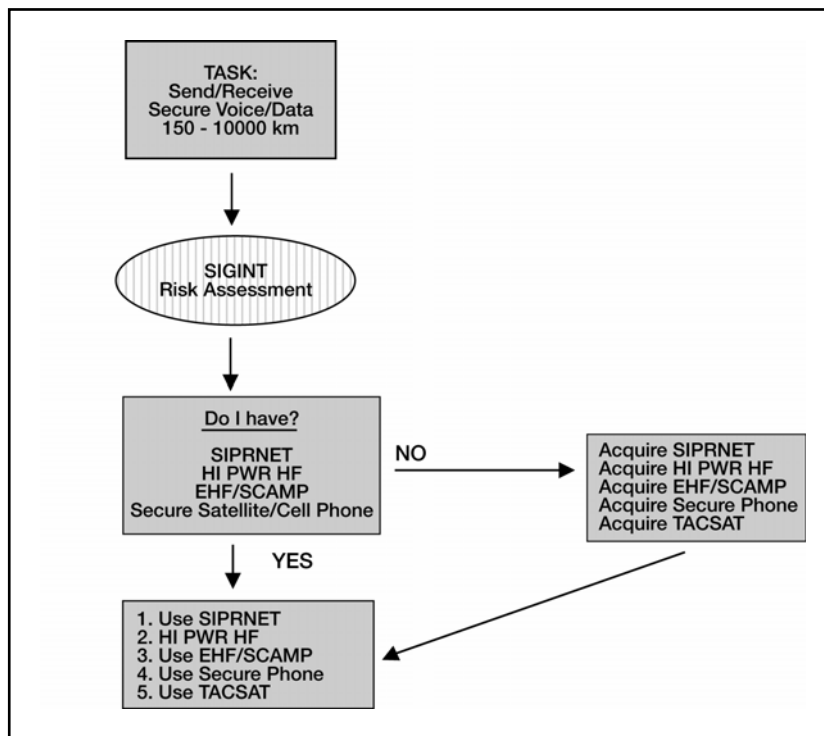 TASK:
Send/Receive
Secure Voice/Data
150 - 10000 km
SIGINT
Risk Assessment
Do I have?
SIPRNET
HI PWR HF
EHF/SCAMP
Secure Satellite/Cell Phone
NO
Acquire SIPRNET
Acquire HI PWR HF
Acquire EHF/SCAMP
Acquire Secure Phone
Acquire TACSAT
YES
1. Use SIPRNET
2. HI PWR HF
3. Use EHF/SCAMP
4. Use Secure Phone
5. Use TACSAT